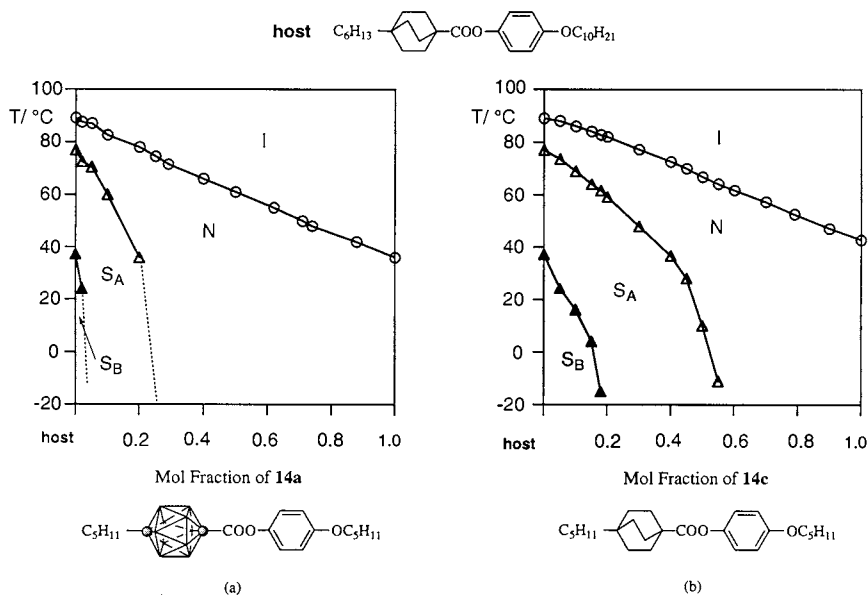 host C6H13 COO OC10H21
100
T/ °C
80
60
40
20
0
-20
I
N
SA
SB
host 0.2 0.4 0.6 0.8 1.0
Mol Fraction of 14a
C5H11 COO OC5H11
(a)
100
T/ °C
80
60
40
20
0
-20
I
N
SA
SB
host 0.2 0.4 0.6 0.8 1.0
Mol Fraction of 14c
C5H11 COO OC5H11
(b)